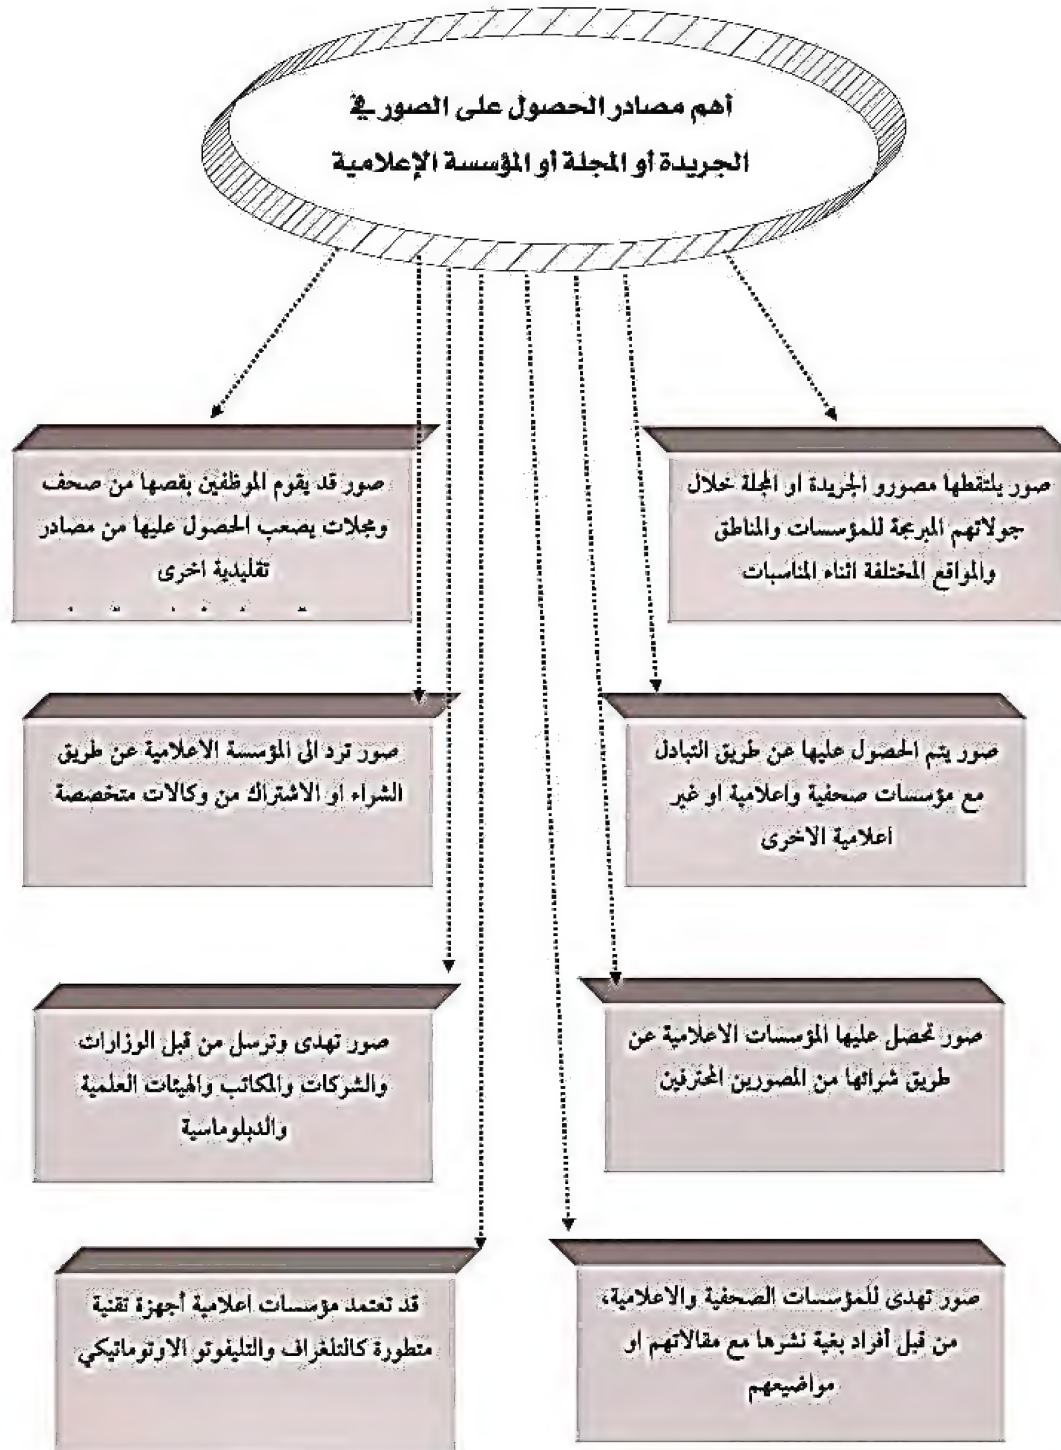 أهم مصادر الحصول على الصور في
الجريدة أو المجلة أو المؤسسة الإعلامية
صور يلتقطها مصورو الجريدة او المجلة خلال
جولاتهم المبرمجة للمؤسسات والمناطق
والمواقع المختلفة اثناء المناسبات
صور قد يقوم الموظفين بقصها من صحف
ومجلات يصعب الحصول عليها من مصادر
تقليدية اخرى
صور يتم الحصول عليها عن طريق التبادل
مع مؤسسات صحفية واعلامية او غير
اعلامية الاخرى
صور ترد الى المؤسسة الاعلامية عن طريق
الشراء او الاشتراك من وكالات متخصصة
صور تحصل عليها المؤسسات الاعلامية عن
طريق شرائها من المصورين المحترفين
صور تهدى وترسل من قبل الوزارات
والشركات والمكاتب والهيئات العلمية
والدبلوماسية
صور تهدى للمؤسسات الصحفية والاعلامية،
من قبل أفراد بغية نشرها مع مقالاتهم او
مواضيعهم
قد تعتمد مؤسسات اعلامية أجهزة تقنية
متطورة كالتلغراف والتليفوتو الاوتوماتيكي